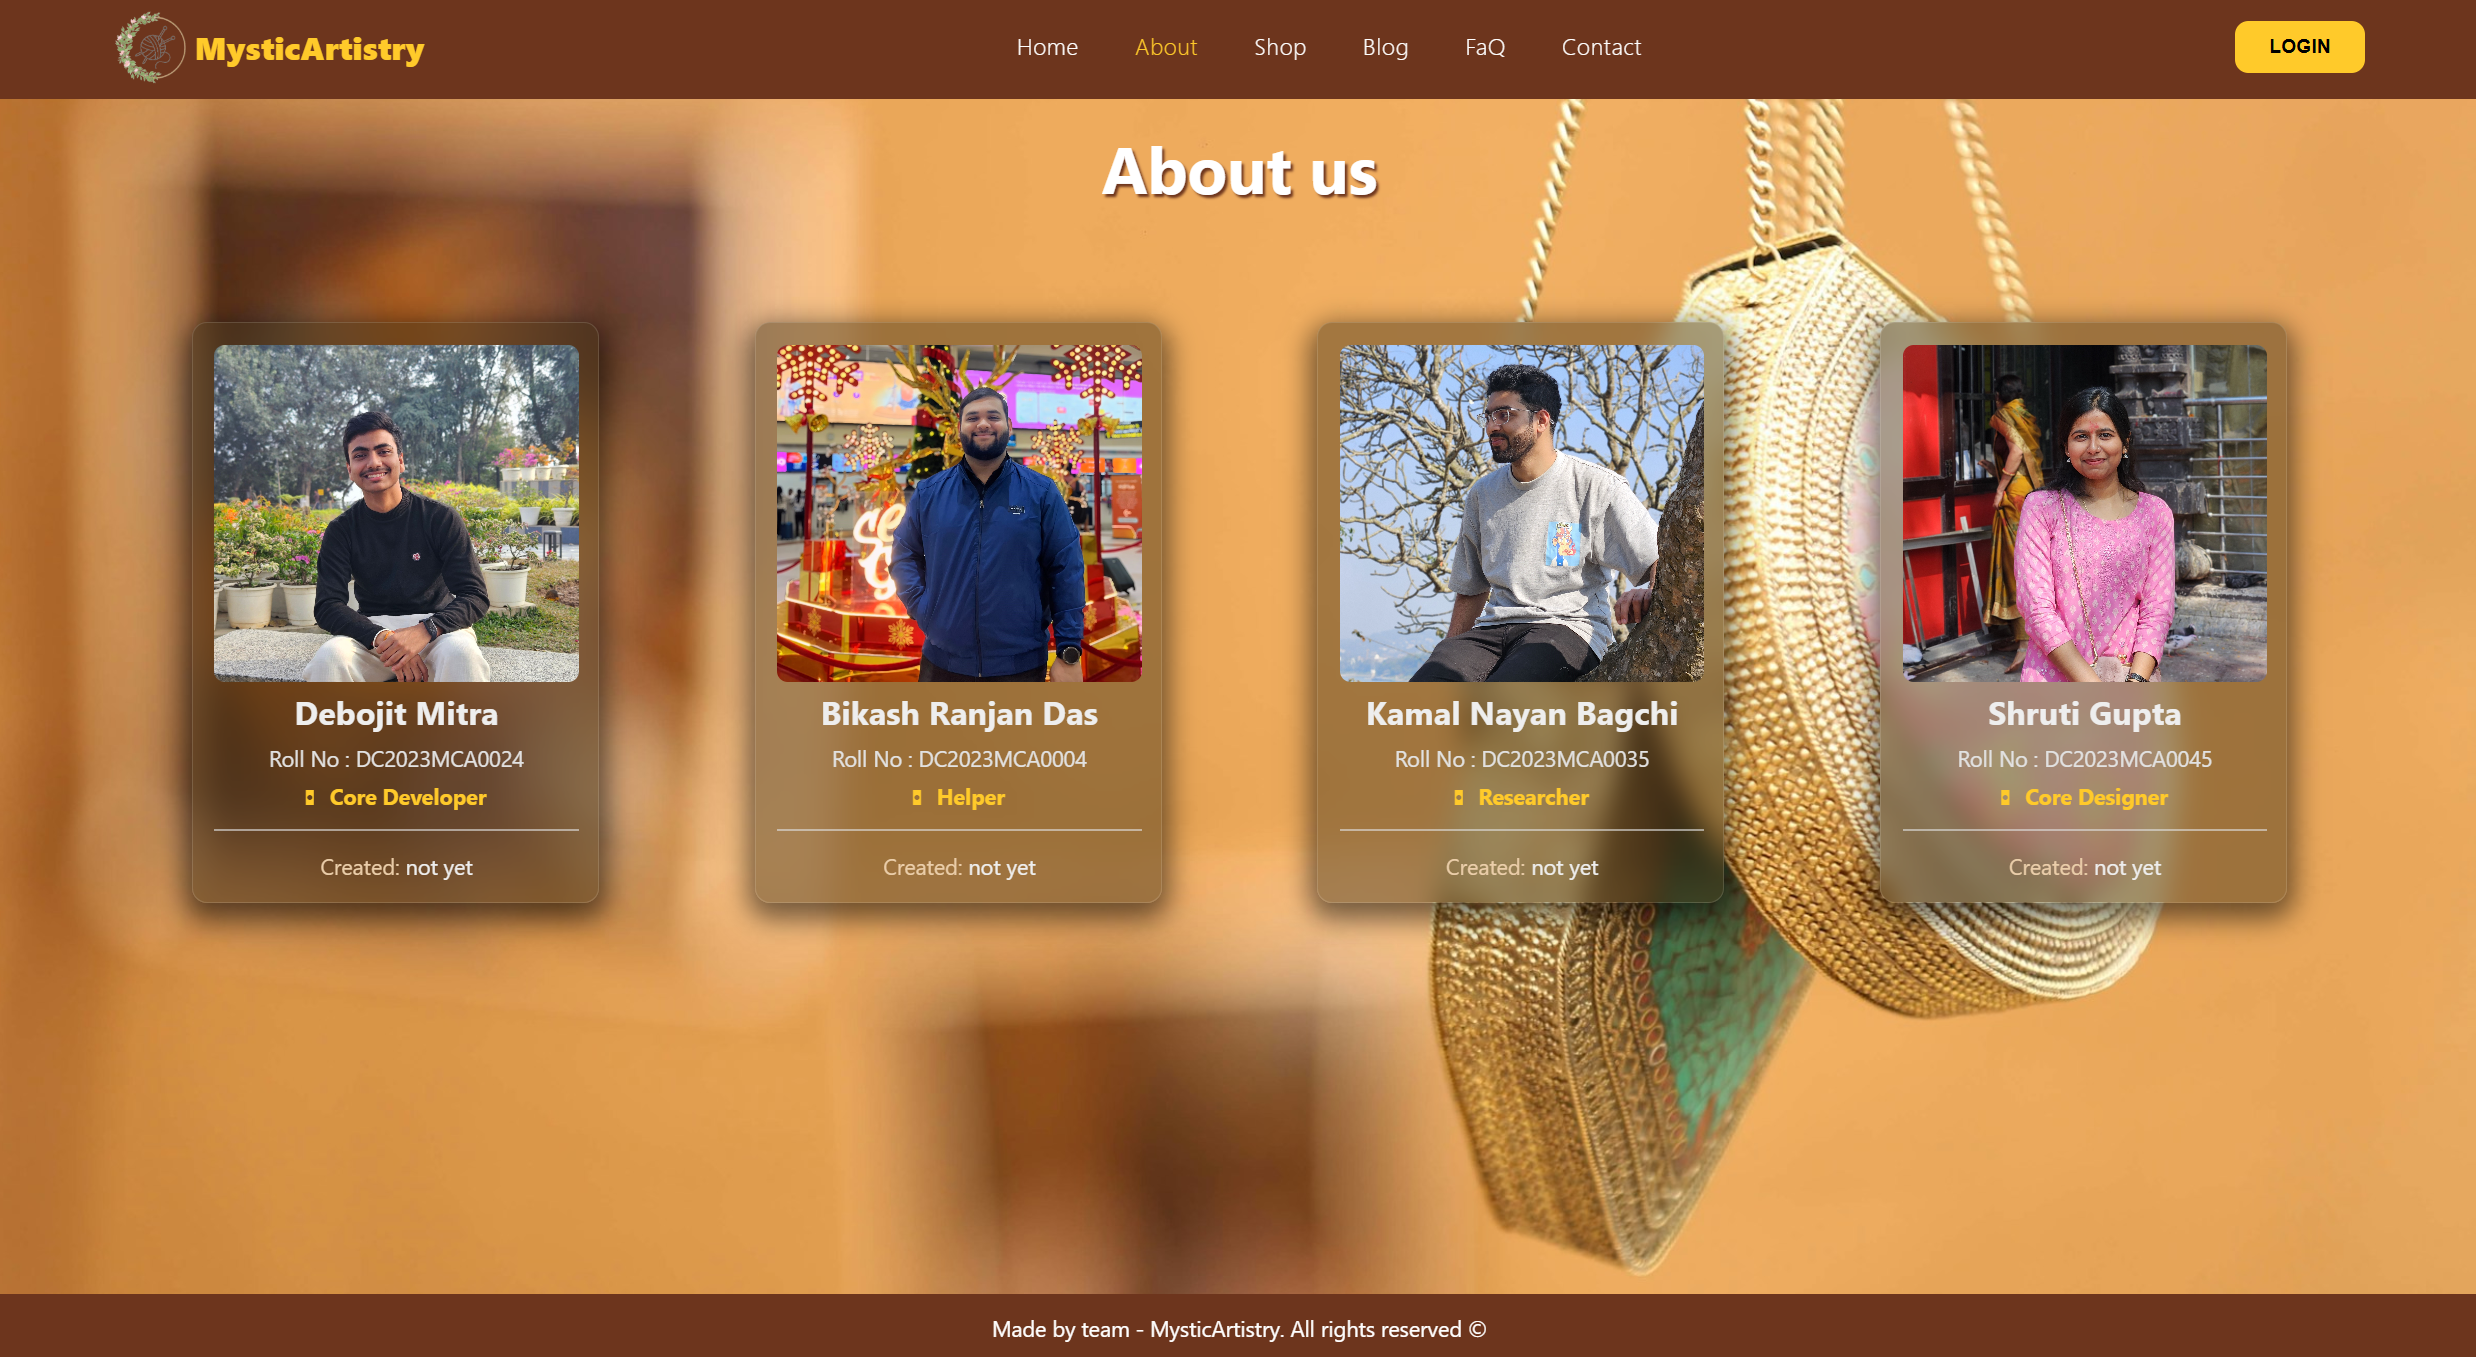 MysticArtistry
Home About Shop Blog FaQ Contact
LOGIN
About us
Debojit Mitra
Roll No : DC2023MCA0024
Core Developer
Created: not yet
Bikash Ranjan Das
Roll No : DC2023MCA0004
Helper
Created: not yet
Kamal Nayan Bagchi
Roll No : DC2023MCA0035
Researcher
Created: not yet
Shruti Gupta
Roll No : DC2023MCA0045
Core Designer
Created: not yet
Made by team - MysticArtistry. All rights reserved ©